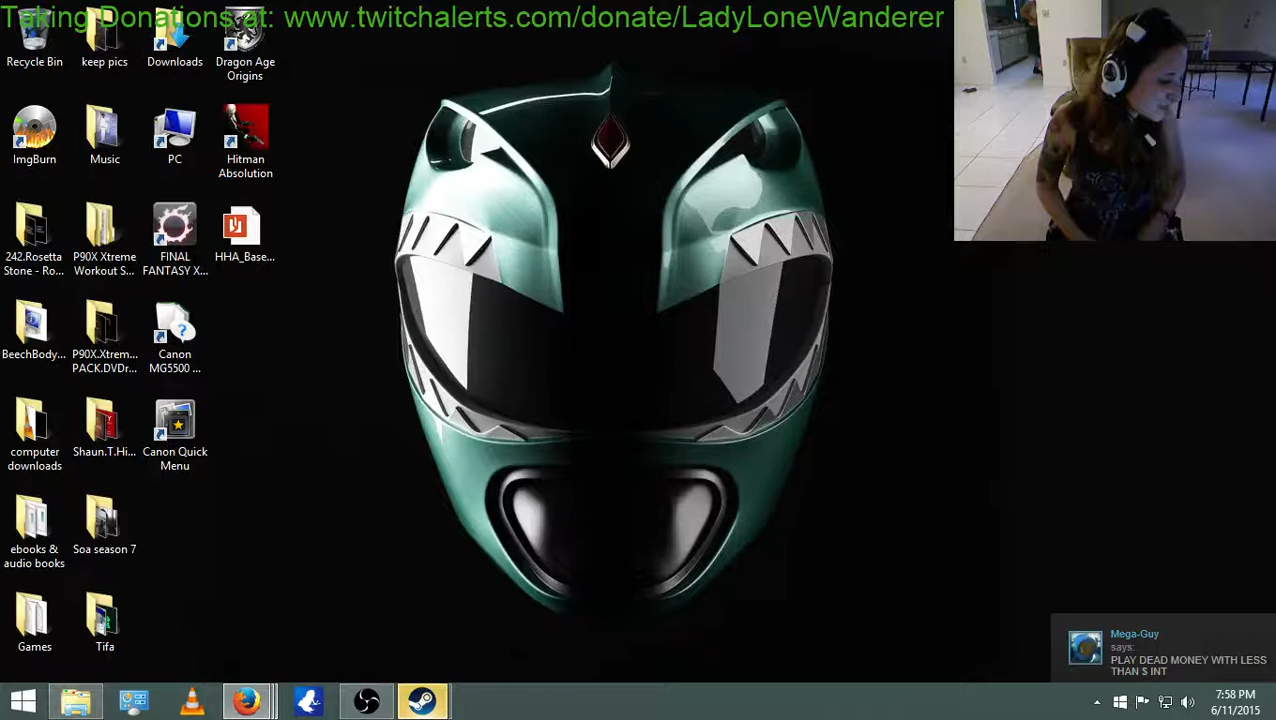 Taking Donations at: www.twitchalerts.com/donate/LadyLoneWanderer
Recycle Bin
keep pics
Downloads
Dragon Age
Origins
ImgBurn
Music
PC
Hitman
Absolution
242.Rosetta
Stone - Ro...
P90X Xtreme
Workout S...
FINAL
FANTASY X...
HHA_Base...
BeechBody...
P90X.Xtrem...
PACK.DVDr...
Canon
MG5500 ...
computer
downloads
Shaun.T.Hi...
Canon Quick
Menu
ebooks &
audio books
Soa season 7
Games
Tifa
Mega-Guy
says:
PLAY DEAD MONEY WITH LESS
THAN 5 INT
7:58 PM
6/11/2015